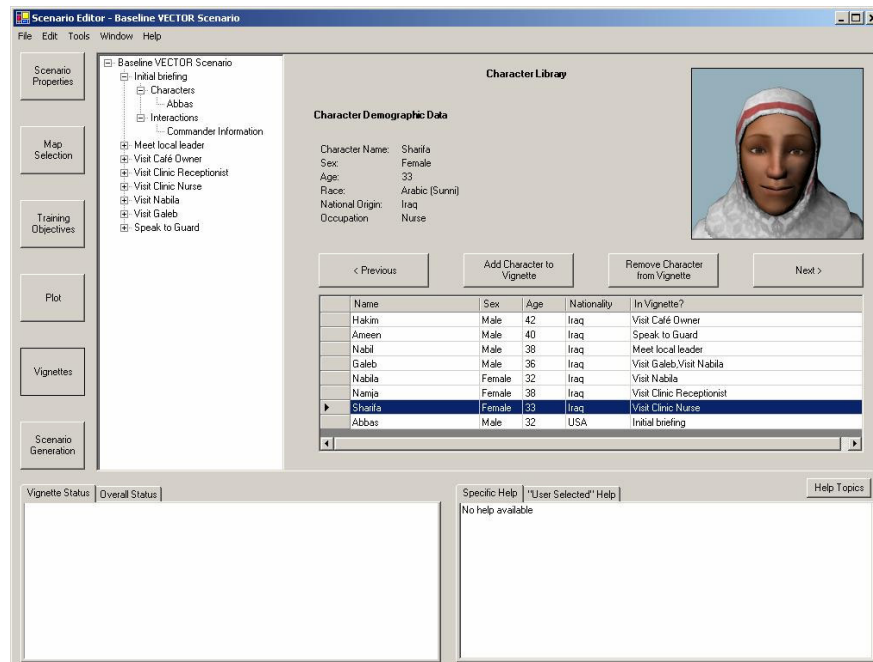 Scenario Editor - Baseline VECTOR Scenario
File Edit Tools Window Help
Scenario
Properties
Map
Selection
Training
Objectives
Plot
Vignettes
Scenario
Generation
Baseline VECTOR Scenario
Initial briefing
Characters
Abbas
Interactions
Commander Information
Meet local leader
Visit Café Owner
Visit Clinic Receptionist
Visit Clinic Nurse
Visit Nabila
Visit Galeb
Speak to Guard
Character Library
Character Demographic Data
Character Name: Sharifa
Sex: Female
Age: 33
Race: Arabic (Sunni)
National Origin: Iraq
Occupation Nurse
< Previous
Add Character to
Vignette
Remove Character
from Vignette
Next >
Name Sex Age Nationality In Vignette?
Hakim Male 42 Iraq Visit Café Owner
Ameen Male 40 Iraq Speak to Guard
Nabil Male 38 Iraq Meet local leader
Galeb Male 36 Iraq Visit Galeb,Visit Nabila
Nabila Female 32 Iraq Visit Nabila
Namja Female 38 Iraq Visit Clinic Receptionist
Sharifa Female 33 Iraq Visit Clinic Nurse
Abbas Male 32 USA Initial briefing
Vignette Status Overall Status
Specific Help "User Selected" Help
Help Topics
No help available